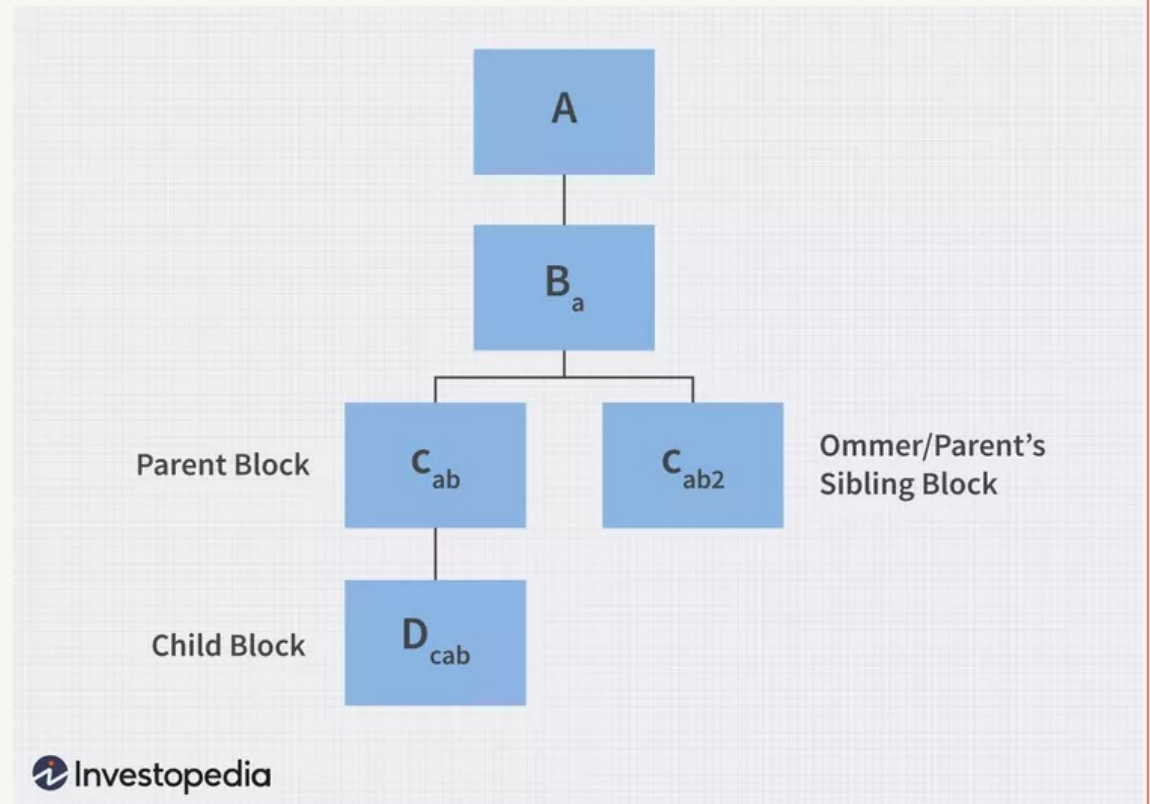 A
Ba
Parent Block
Cab
Cab2
Ommer/Parent’s
Sibling Block
Child Block
Dcab
Investopedia